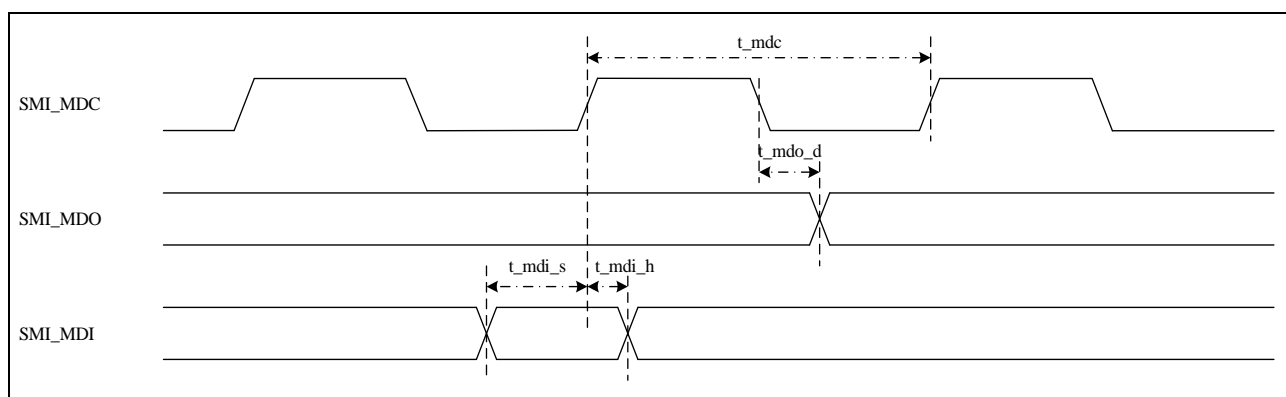 t_mdc
SMI_MDC
t_mdo_d
SMI_MDO
t_mdi_s
t_mdi_h
SMI_MDI